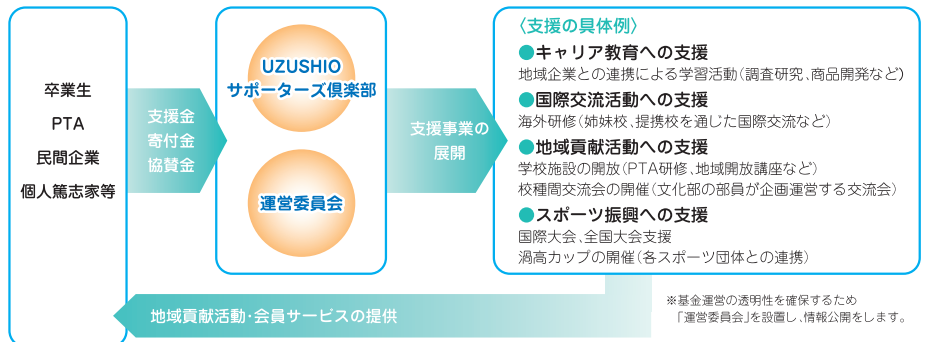 卒業生
PTA
民間企業
個人篤志家等
支援金
寄付金
協賛金
UZUSHIO
サポーターズ倶楽部
運営委員会
支援事業の
展開
〈支援の具体例〉
●キャリア教育への支援
地域企業との連携による学習活動(調査研究、商品開発など)
●国際交流活動への支援
海外研修(姉妹校、提携校を通じた国際交流など)
●地域貢献活動への支援
学校施設の開放(PTA研修、地域開放講座など)
校種間交流会の開催(文化部の部員が企画運営する交流会)
●スポーツ振興への支援
国際大会、全国大会支援
渦高カップの開催(各スポーツ団体との連携)
地域貢献活動・会員サービスの提供
※基金運営の透明性を確保するため
「運営委員会」を設置し、情報公開をします。